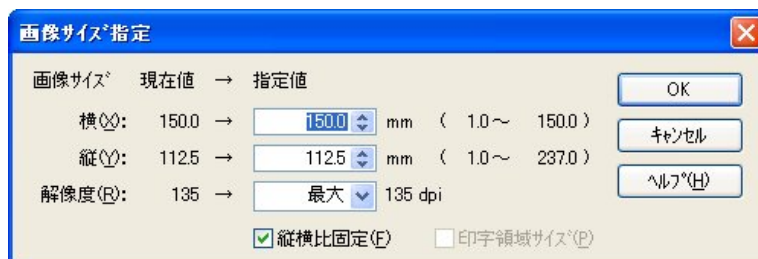 画像サイズ指定
画像サイズ 現在値 → 指定値
横(X): 150.0 → 150.0 mm ( 1.0～ 150.0 )
縦(Y): 112.5 → 112.5 mm ( 1.0～ 237.0 )
解像度(R): 135 → 最大 135 dpi
縦横比固定(F) 印字領域サイズ(P)
OK
キャンセル
ヘルプ(H)